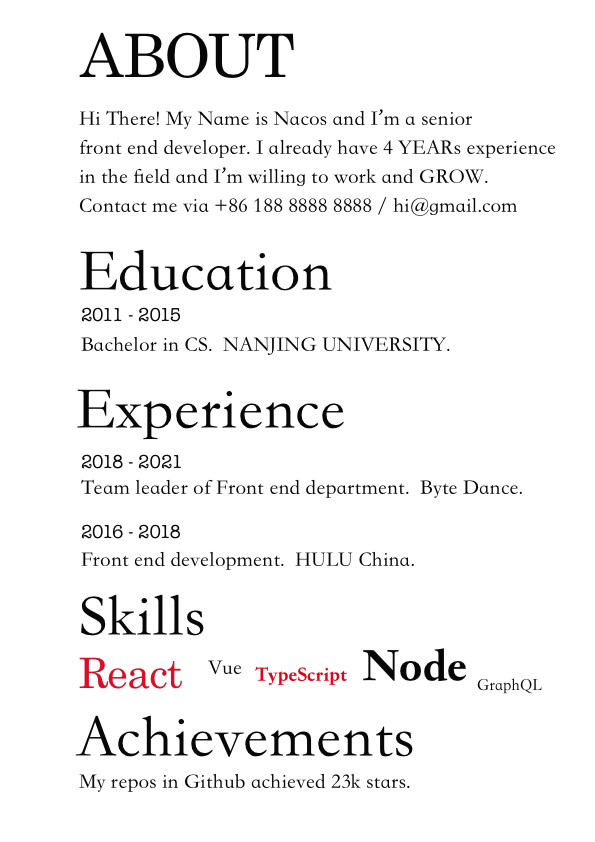 ABOUT
Hi There! My Name is Nacos and I’m a senior
front end developer. I already have 4 YEARs experience
in the field and I’m willing to work and GROW.
Contact me via +86 188 8888 8888 / hi@gmail.com
Education
2011 - 2015
Bachelor in CS.  NANJING UNIVERSITY.
Experience
2018 - 2021
Team leader of Front end department.  Byte Dance.
2016 - 2018
Front end development.  HULU China.
Skills
React Vue TypeScript Node GraphQL
Achievements
My repos in Github achieved 23k stars.